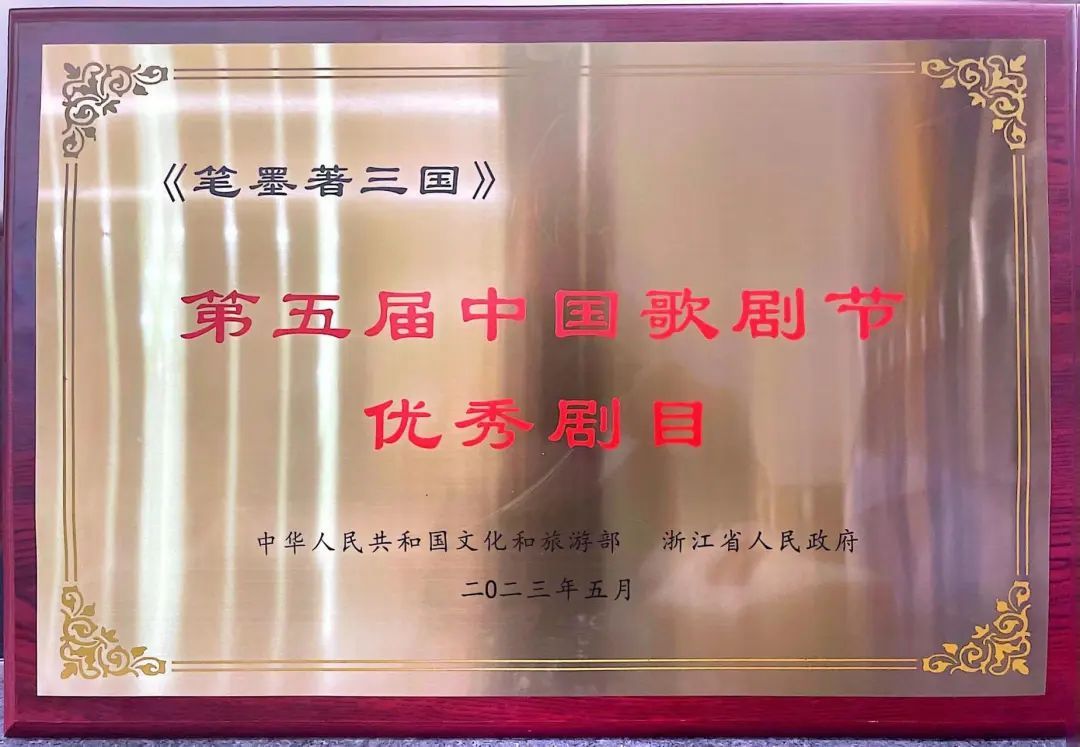 《笔墨著三国》
第五届中国歌剧节
优秀剧目
中华人民共和国文化和旅游部 浙江省人民政府
二〇二三年五月